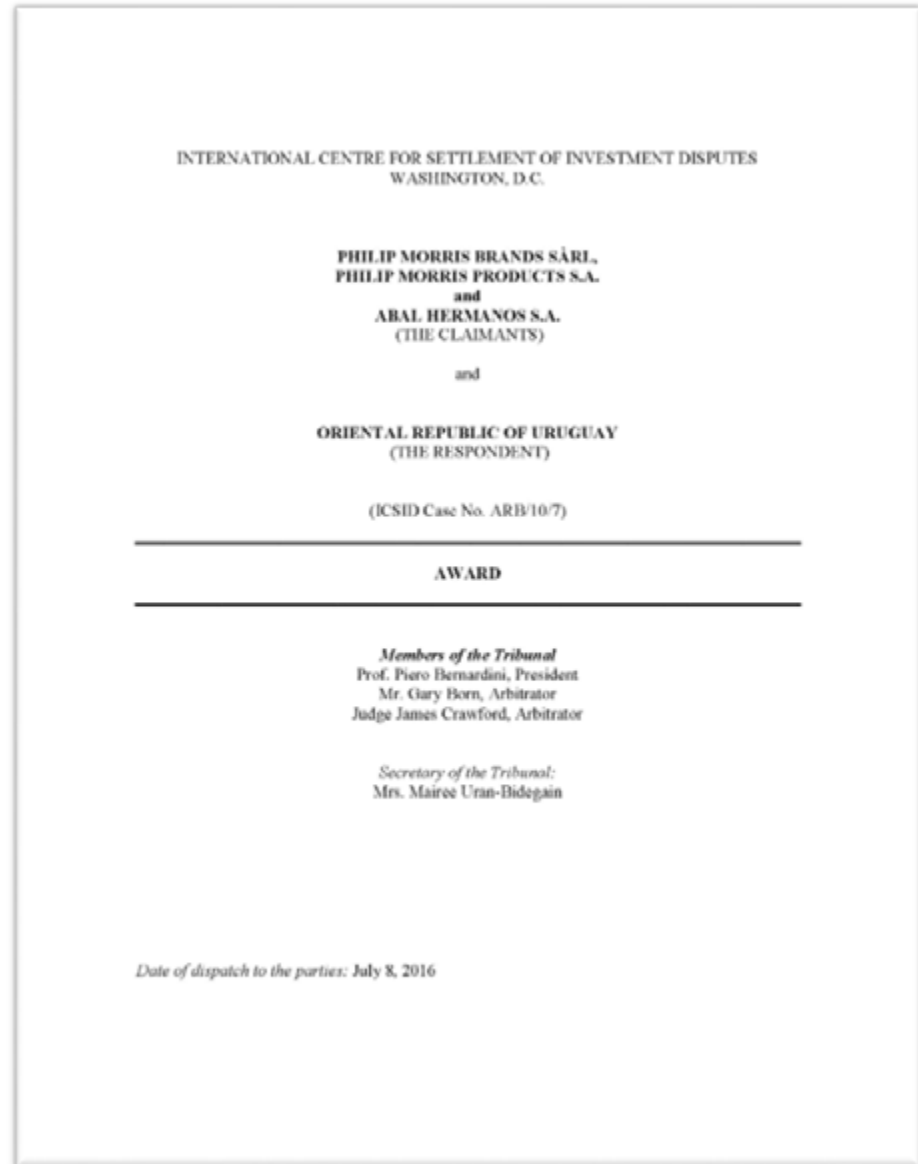 INTERNATIONAL CENTRE FOR SETTLEMENT OF INVESTMENT DISPUTES
WASHINGTON, D.C.
PHILIP MORRIS BRANDS SÀRL,
PHILIP MORRIS PRODUCTS S.A.
and
ABAL HERMANOS S.A.
(THE CLAIMANTS)
and
ORIENTAL REPUBLIC OF URUGUAY
(THE RESPONDENT)
(ICSID Case No. ARB/10/7)
AWARD
Members of the Tribunal
Prof. Piero Bernardini, President
Mr. Gary Born, Arbitrator
Judge James Crawford, Arbitrator
Secretary of the Tribunal:
Mrs. Mairee Uran-Bidegain
Date of dispatch to the parties: July 8, 2016